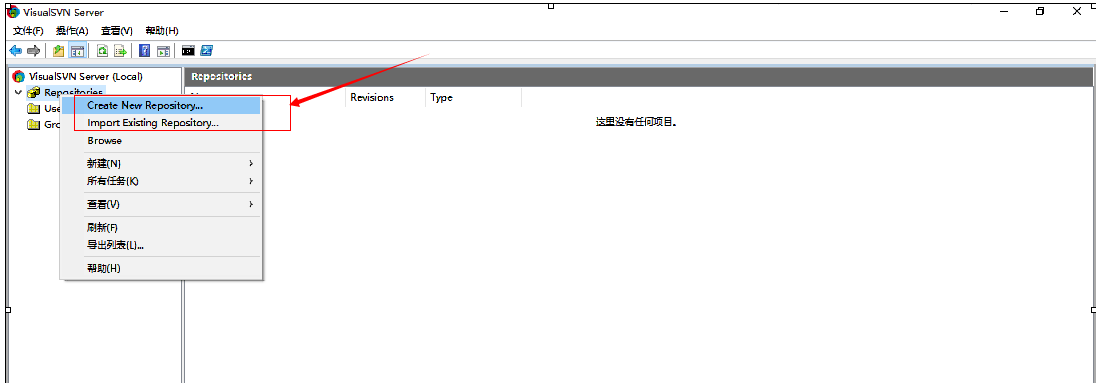 VisualSVN Server
文件(F) 操作(A) 查看(V) 帮助(H)
VisualSVN Server (Local)
Repositories
Repositories
Revisions Type
这里没有任何项目。
Create New Repository...
Import Existing Repository...
Browse
新建(N)
所有任务(K)
查看(V)
刷新(F)
导出列表(L)...
帮助(H)